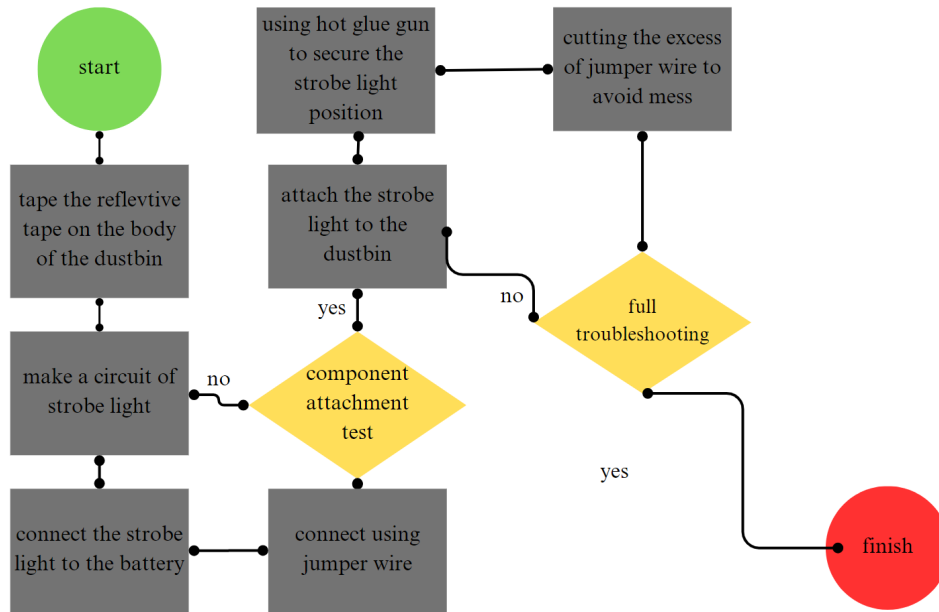 start
tape the reflevtive
tape on the body
of the dustbin
make a circuit of
strobe light
connect the strobe
light to the battery
connect using
jumper wire
component
attachment
test
no
yes
attach the strobe
light to the
dustbin
using hot glue gun
to secure the
strobe light
position
cutting the excess
of jumper wire to
avoid mess
full
troubleshooting
no
yes
finish